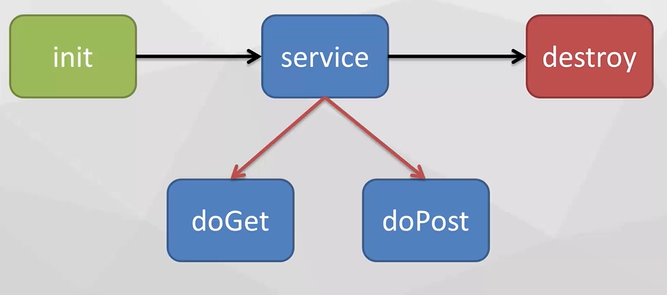 init
service
destroy
doGet
doPost